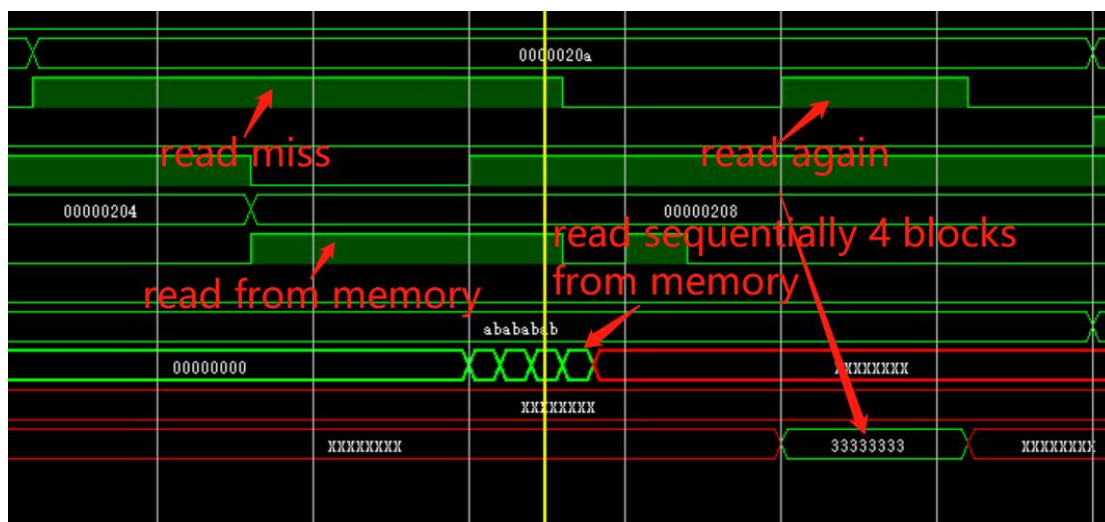 0000020a
read miss
read again
00000204
00000208
read sequentially 4 blocks
from memory
read from memory
abababab
00000000
XXXXXXXX
XXXXXXXX
XXXXXXXX
33333333
XXXXXXXX